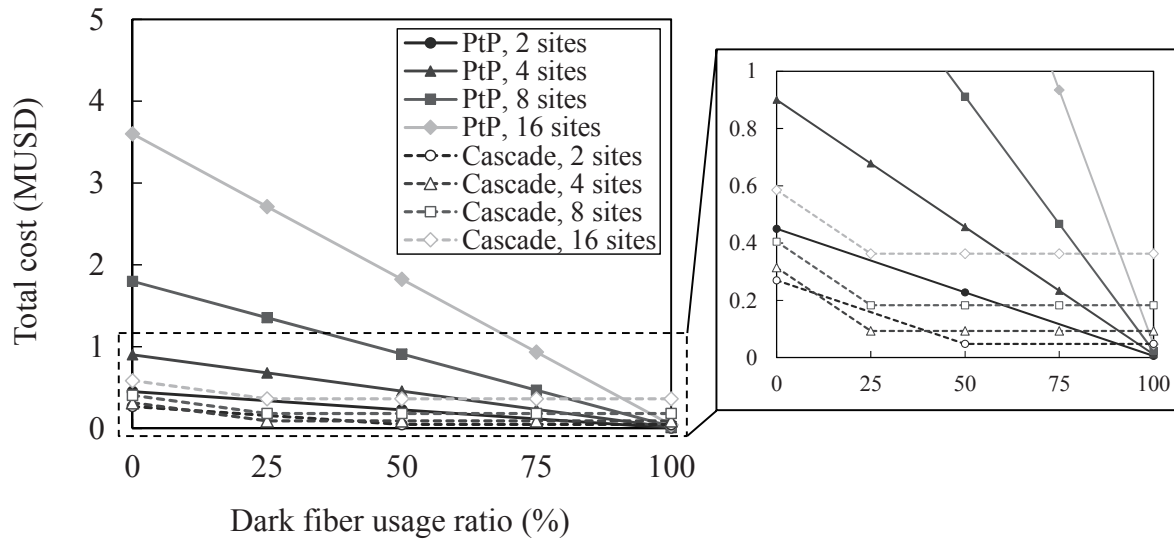 Total cost (MUSD)
5
4
3
2
1
0
PtP, 2 sites
PtP, 4 sites
PtP, 8 sites
PtP, 16 sites
Cascade, 2 sites
Cascade, 4 sites
Cascade, 8 sites
Cascade, 16 sites
0 25 50 75 100
Dark fiber usage ratio (%)
1
0.8
0.6
0.4
0.2
0
0 25 50 75 100